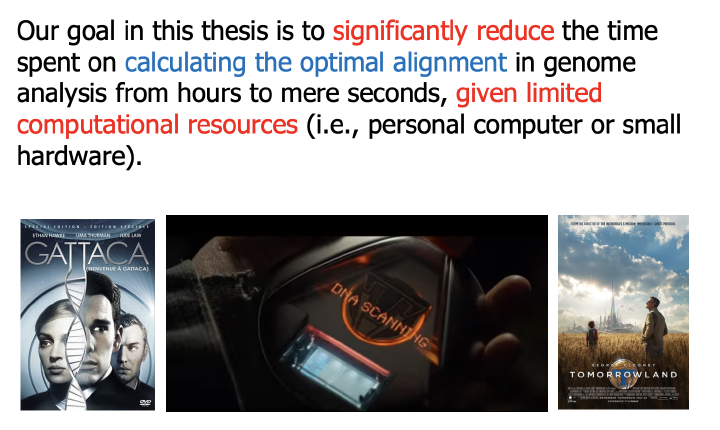 Our goal in this thesis is to significantly reduce the time
spent on calculating the optimal alignment in genome
analysis from hours to mere seconds, given limited
computational resources (i.e., personal computer or small
hardware).
SPECIAL EDITION · ÉDITION SPÉCIALE
ETHAN HAWKE UMA THURMAN JUDE LAW
GATTACA
(BIENVENUE À GATTACA)
DVD
DNA SCANNING
GEORGE CLOONEY
TOMORROWLAND